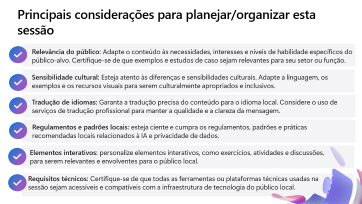 Principais considerações para planejar/organizar esta
sessão
Relevância do público: Adapte o conteúdo às necessidades, interesses e níveis de habilidade específicos do
público-alvo. Certifique-se de que exemplos e estudos de caso sejam relevantes para seu setor ou função.
Sensibilidade cultural: Esteja atento às diferenças e sensibilidades culturais. Adapte a linguagem, os
exemplos e os recursos visuais para serem culturalmente apropriados e inclusivos.
Tradução de idiomas: Garanta a tradução precisa do conteúdo para o idioma local. Considere o uso de
serviços de tradução profissional para manter a qualidade e a clareza da mensagem.
Regulamentos e padrões locais: esteja ciente e cumpra os regulamentos, padrões e práticas
recomendadas locais relacionados à IA e privacidade de dados.
Elementos interativos: personalize elementos interativos, como exercícios, atividades e discussões,
para serem relevantes e envolventes para o público local.
Requisitos técnicos: Certifique-se de que todas as ferramentas ou plataformas técnicas usadas na
sessão sejam acessíveis e compatíveis com a infraestrutura de tecnologia do público local.